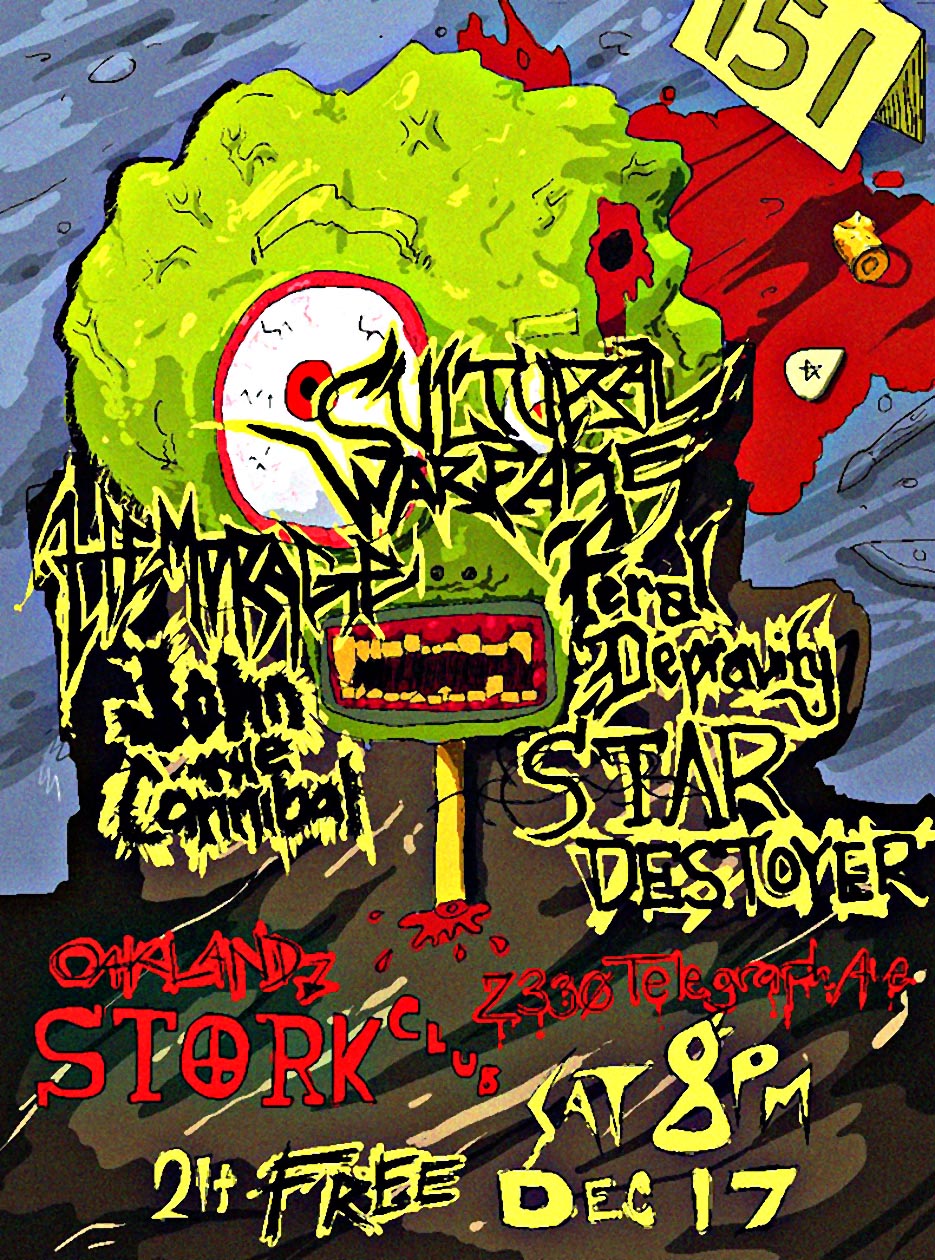 151
CULTURAL
WARFARE
HEMORAGE
Feral
Depravity
John
THE
Cannibal
STAR
DESTOYER
OAKLANDZ
STORK CLUB
2330 Telegraph Ave.
SAT 8PM
DEC 17
21+ FREE